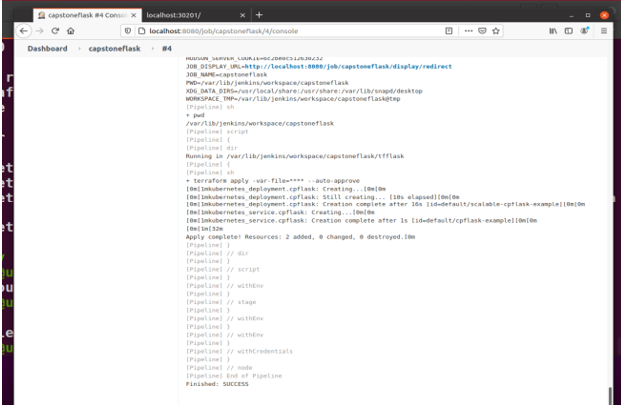 capstoneflask #4 Consol
localhost:30201/
localhost:8080/job/capstoneflask/4/console
Dashboard
capstoneflask
#4
HUDSON_SERVER_COOKIE=
JOB_DISPLAY_URL=http://localhost:8080/job/capstoneflask/display/redirect
JOB_NAME=capstoneflask
PWD=/var/lib/jenkins/workspace/capstoneflask
XDG_DATA_DIRS=/usr/local/share:/usr/share:/var/lib/snapd/desktop
WORKSPACE_TMP=/var/lib/jenkins/workspace/capstoneflask@tmp
[Pipeline] sh
+ pwd
/var/lib/jenkins/workspace/capstoneflask
[Pipeline] script
[Pipeline] {
[Pipeline] dir
Running in /var/lib/jenkins/workspace/capstoneflask/tfflask
[Pipeline] {
[Pipeline] sh
+ terraform apply -var-file=**** --auto-approve
[0m[1mkubernetes_deployment.cpflask: Creating...[0m[0m
[0m[1mkubernetes_deployment.cpflask: Still creating... [10s elapsed][0m[0m
[0m[1mkubernetes_deployment.cpflask: Creation complete after 16s [id=default/scalable-cpflask-example][0m[0m
[0m[1mkubernetes_service.cpflask: Creating...[0m[0m
[0m[1mkubernetes_service.cpflask: Creation complete after 1s [id=default/cpflask-example][0m[0m
[0m[1m[32m
Apply complete! Resources: 2 added, 0 changed, 0 destroyed.[0m
[Pipeline] }
[Pipeline] // dir
[Pipeline] }
[Pipeline] // script
[Pipeline] }
[Pipeline] // withEnv
[Pipeline] }
[Pipeline] // stage
[Pipeline] }
[Pipeline] // withEnv
[Pipeline] }
[Pipeline] // withEnv
[Pipeline] }
[Pipeline] // withCredentials
[Pipeline] }
[Pipeline] // node
[Pipeline] End of Pipeline
Finished: SUCCESS